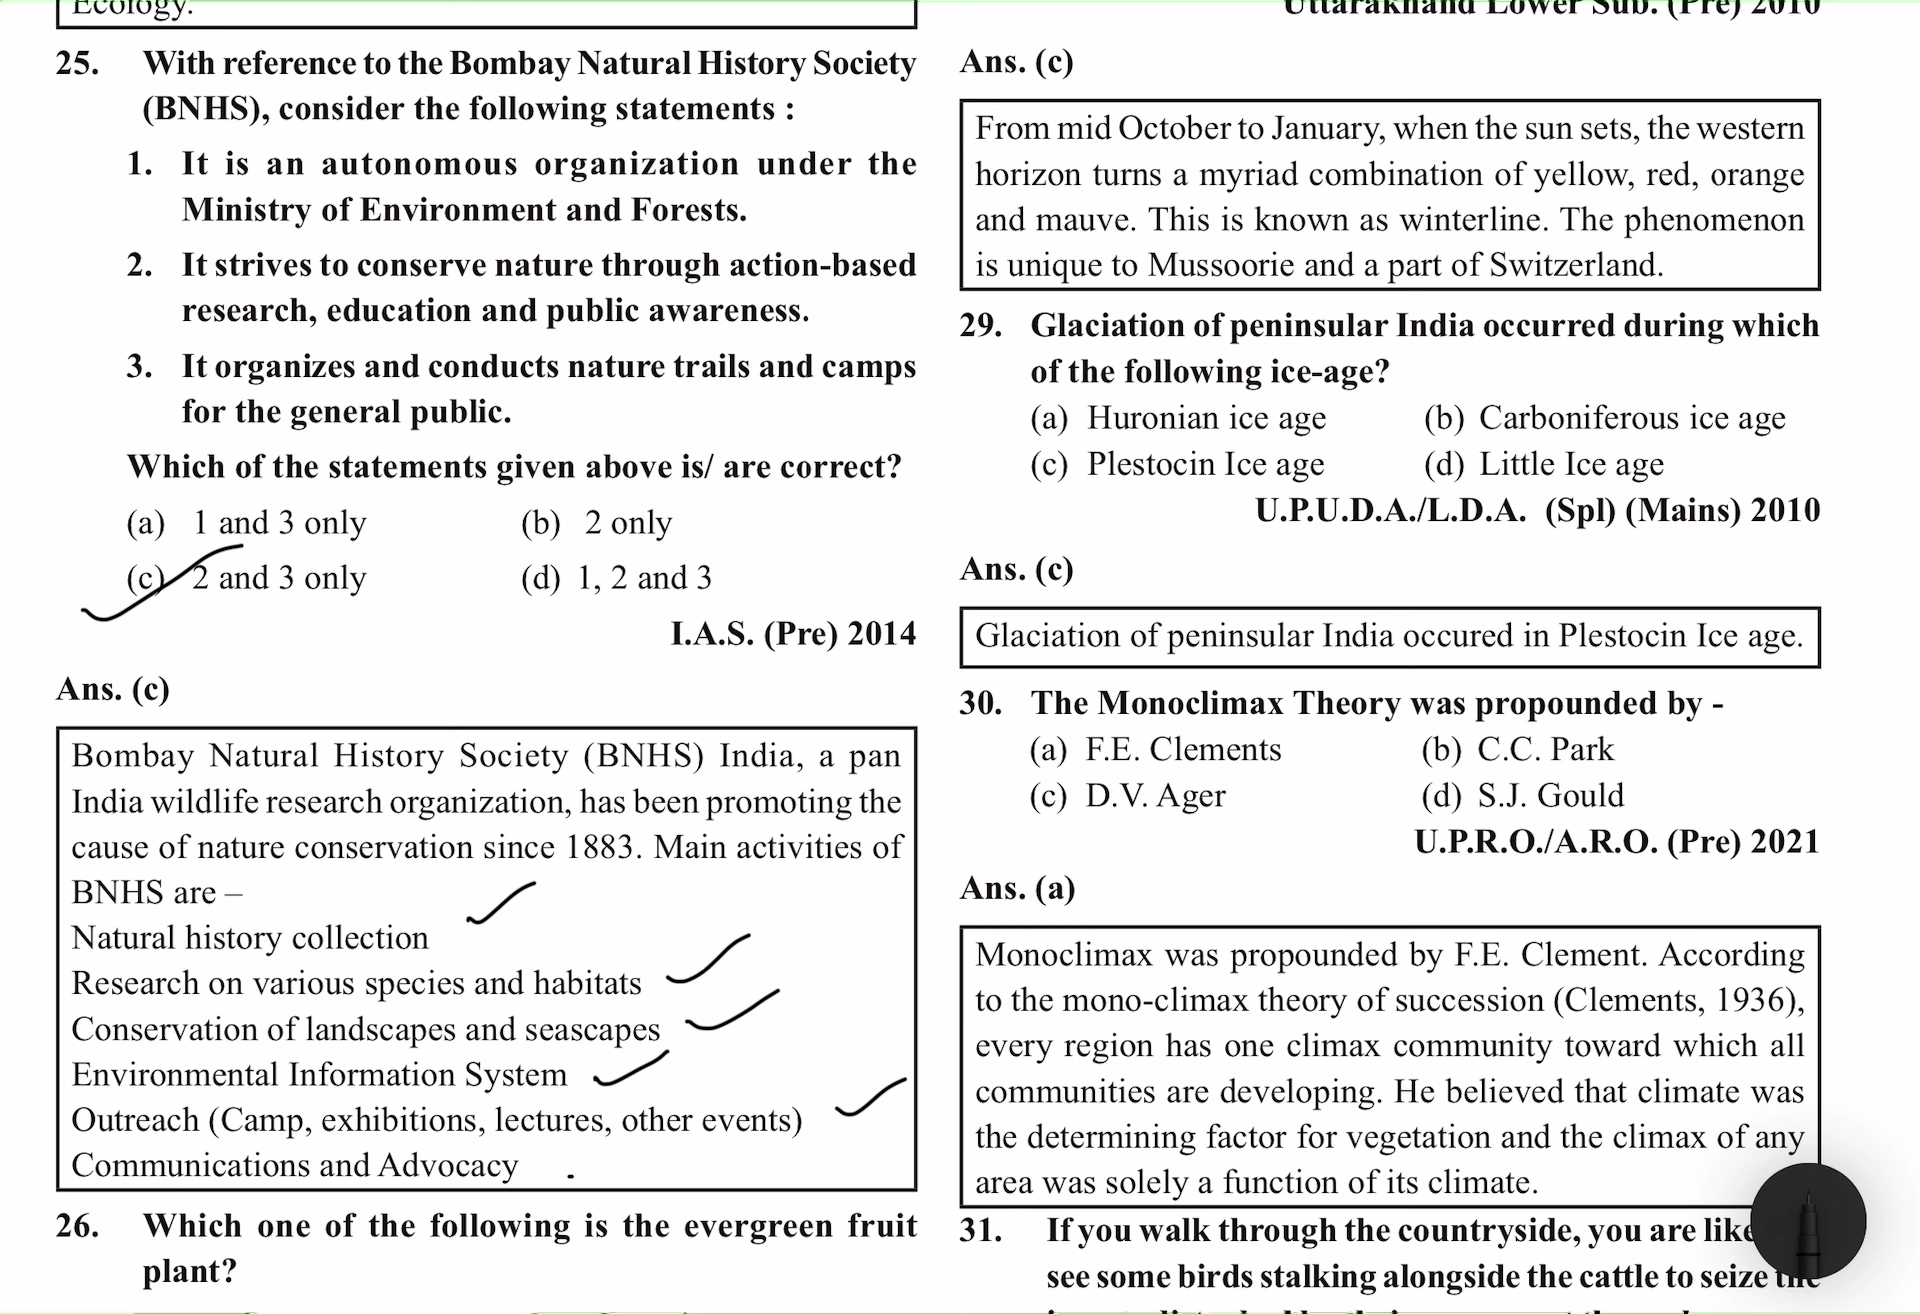 Ecology.
25. With reference to the Bombay Natural History Society
(BNHS), consider the following statements :
1. It is an autonomous organization under the
Ministry of Environment and Forests.
2. It strives to conserve nature through action-based
research, education and public awareness.
3. It organizes and conducts nature trails and camps
for the general public.
Which of the statements given above is/ are correct?
(a) 1 and 3 only (b) 2 only
(c) 2 and 3 only (d) 1, 2 and 3
I.A.S. (Pre) 2014
Ans. (c)
Bombay Natural History Society (BNHS) India, a pan
India wildlife research organization, has been promoting the
cause of nature conservation since 1883. Main activities of
BNHS are –
Natural history collection
Research on various species and habitats
Conservation of landscapes and seascapes
Environmental Information System
Outreach (Camp, exhibitions, lectures, other events)
Communications and Advocacy
26. Which one of the following is the evergreen fruit
plant?
Uttarakhand Lower Sub. (Pre) 2010
Ans. (c)
From mid October to January, when the sun sets, the western
horizon turns a myriad combination of yellow, red, orange
and mauve. This is known as winterline. The phenomenon
is unique to Mussoorie and a part of Switzerland.
29. Glaciation of peninsular India occurred during which
of the following ice-age?
(a) Huronian ice age (b) Carboniferous ice age
(c) Plestocin Ice age (d) Little Ice age
U.P.U.D.A./L.D.A. (Spl) (Mains) 2010
Ans. (c)
Glaciation of peninsular India occured in Plestocin Ice age.
30. The Monoclimax Theory was propounded by -
(a) F.E. Clements (b) C.C. Park
(c) D.V. Ager (d) S.J. Gould
U.P.R.O./A.R.O. (Pre) 2021
Ans. (a)
Monoclimax was propounded by F.E. Clement. According
to the mono-climax theory of succession (Clements, 1936),
every region has one climax community toward which all
communities are developing. He believed that climate was
the determining factor for vegetation and the climax of any
area was solely a function of its climate.
31. If you walk through the countryside, you are
see some birds stalking alongside the cattle to seize the